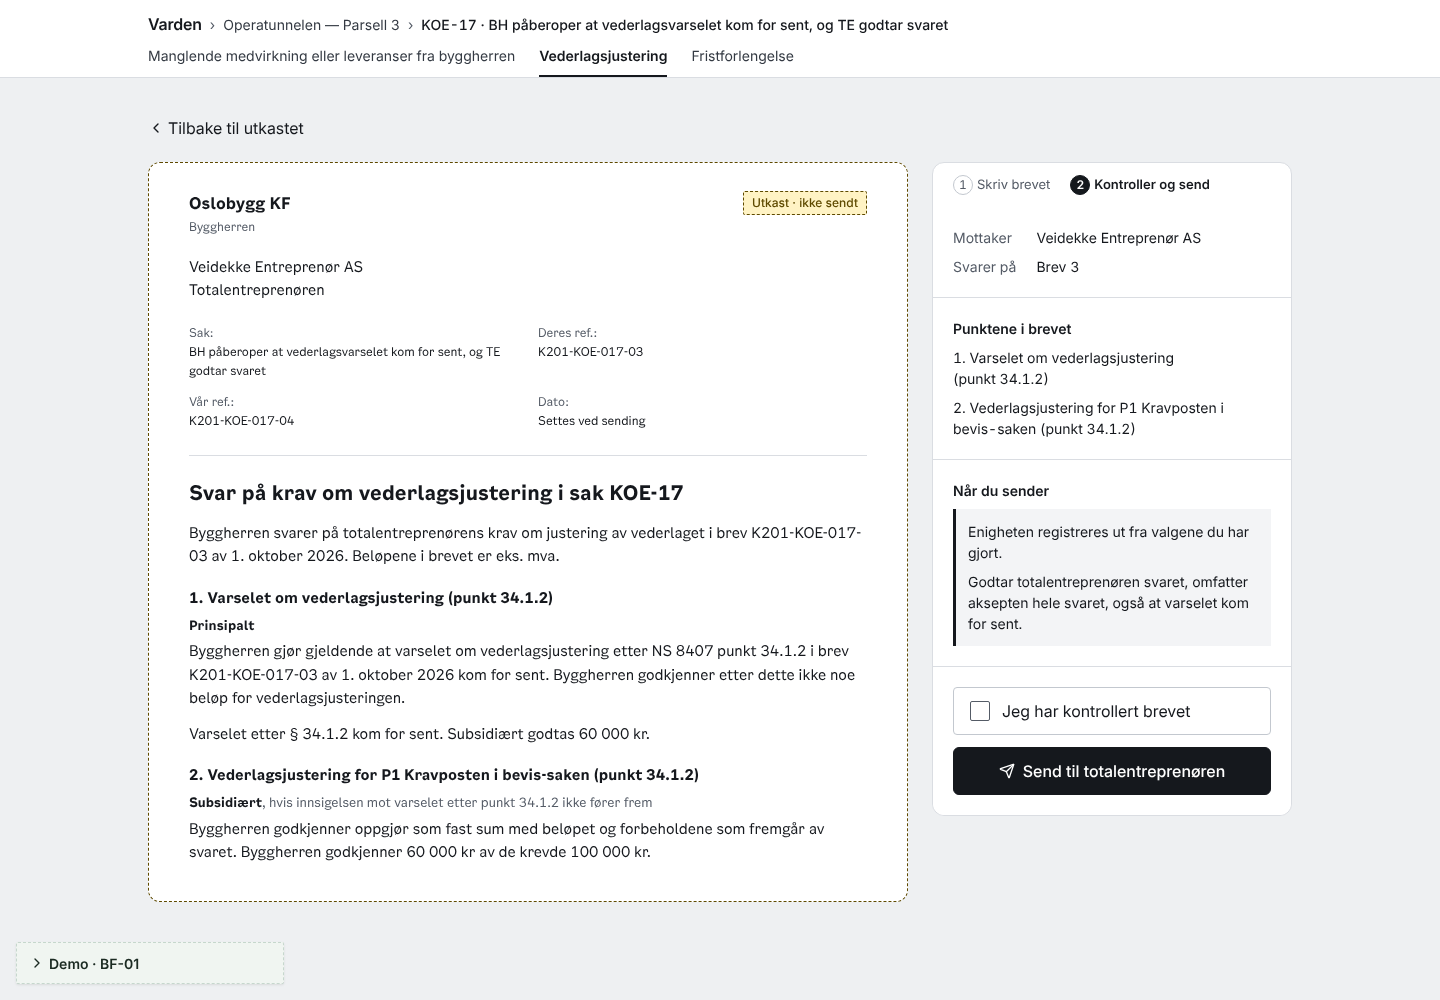 Varden › Operatunnelen — Parsell 3 › KOE-17 · BH påberoper at vederlagsvarselet kom for sent, og TE godtar svaret
Manglende medvirkning eller leveranser fra byggherren Vederlagsjustering Fristforlengelse
Tilbake til utkastet
Oslobygg KF
Utkast · ikke sendt
Byggherren
Veidekke Entreprenør AS
Totalentreprenøren
Sak:
BH påberoper at vederlagsvarselet kom for sent, og TE
godtar svaret
Deres ref.:
K201-KOE-017-03
Vår ref.:
K201-KOE-017-04
Dato:
Settes ved sending
Svar på krav om vederlagsjustering i sak KOE-17
Byggherren svarer på totalentreprenørens krav om justering av vederlaget i brev K201-KOE-017-
03 av 1. oktober 2026. Beløpene i brevet er eks. mva.
1. Varselet om vederlagsjustering (punkt 34.1.2)
Prinsipalt
Byggherren gjør gjeldende at varselet om vederlagsjustering etter NS 8407 punkt 34.1.2 i brev
K201-KOE-017-03 av 1. oktober 2026 kom for sent. Byggherren godkjenner etter dette ikke noe
beløp for vederlagsjusteringen.
Varselet etter § 34.1.2 kom for sent. Subsidiært godtas 60 000 kr.
2. Vederlagsjustering for P1 Kravposten i bevis-saken (punkt 34.1.2)
Subsidiært, hvis innsigelsen mot varselet etter punkt 34.1.2 ikke fører frem
Byggherren godkjenner oppgjør som fast sum med beløpet og forbeholdene som fremgår av
svaret. Byggherren godkjenner 60 000 kr av de krevde 100 000 kr.
1 Skriv brevet 2 Kontroller og send
Mottaker Veidekke Entreprenør AS
Svarer på Brev 3
Punktene i brevet
1. Varselet om vederlagsjustering
(punkt 34.1.2)
2. Vederlagsjustering for P1 Kravposten i
bevis-saken (punkt 34.1.2)
Når du sender
Enigheten registreres ut fra valgene du har
gjort.
Godtar totalentreprenøren svaret, omfatter
aksepten hele svaret, også at varselet kom
for sent.
Jeg har kontrollert brevet
Send til totalentreprenøren
Demo · BF-01